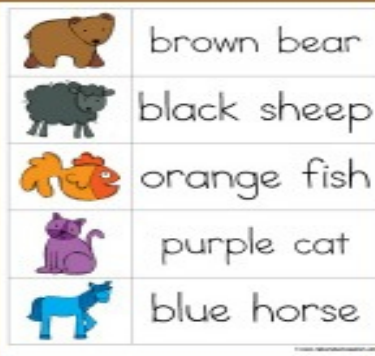 brown bear
black sheep
orange fish
purple cat
blue horse